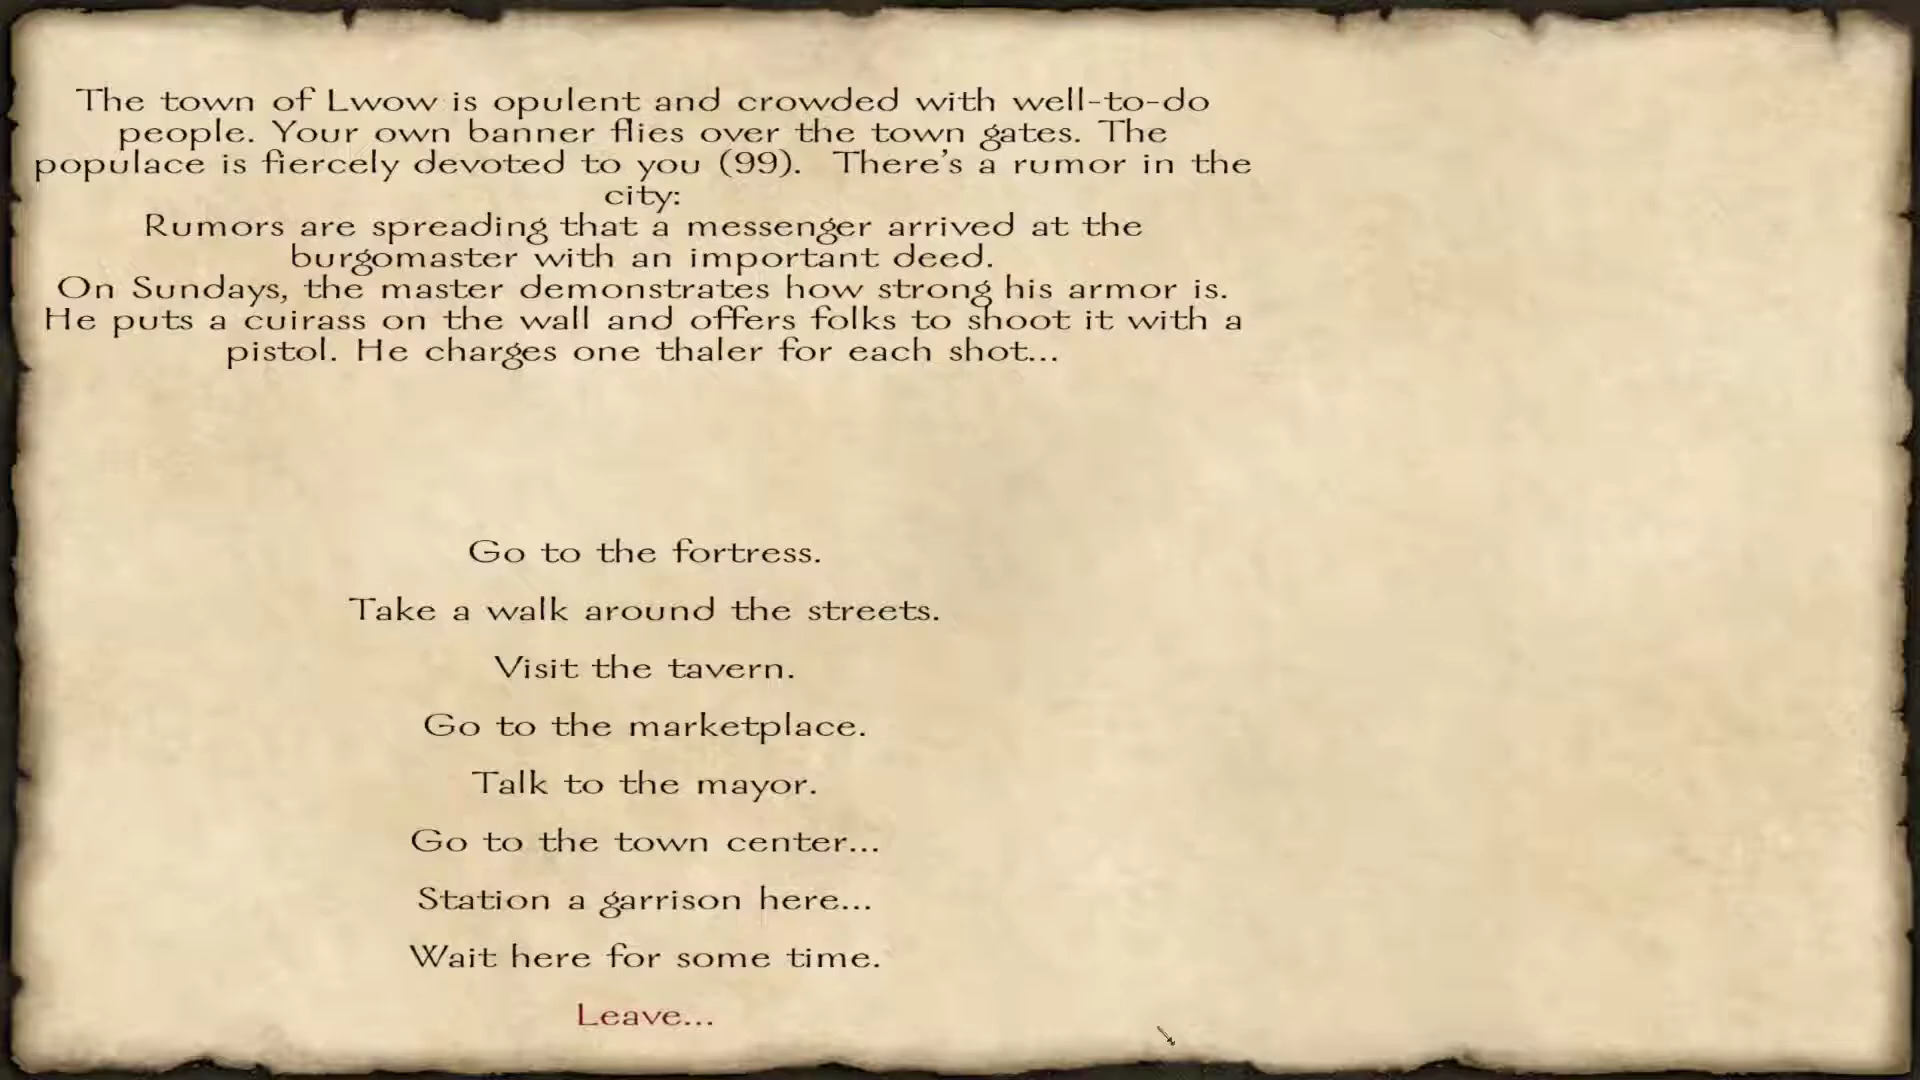 The town of Lwow is opulent and crowded with well-to-do
people. Your own banner flies over the town gates. The
populace is fiercely devoted to you (99).  There's a rumor in the
city:
Rumors are spreading that a messenger arrived at the
burgomaster with an important deed.
On Sundays, the master demonstrates how strong his armor is.
He puts a cuirass on the wall and offers folks to shoot it with a
pistol. He charges one thaler for each shot...
Go to the fortress.
Take a walk around the streets.
Visit the tavern.
Go to the marketplace.
Talk to the mayor.
Go to the town center...
Station a garrison here...
Wait here for some time.
Leave...